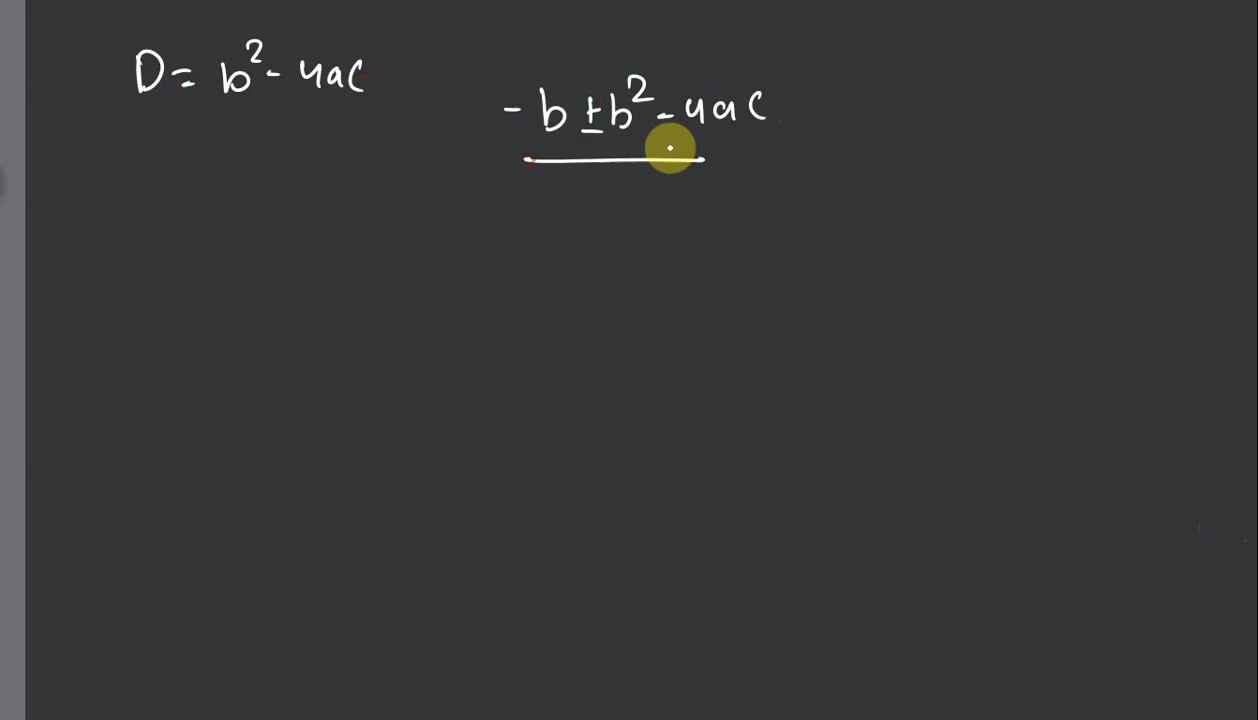 D = b² - 4ac
- b ± b² - 4ac